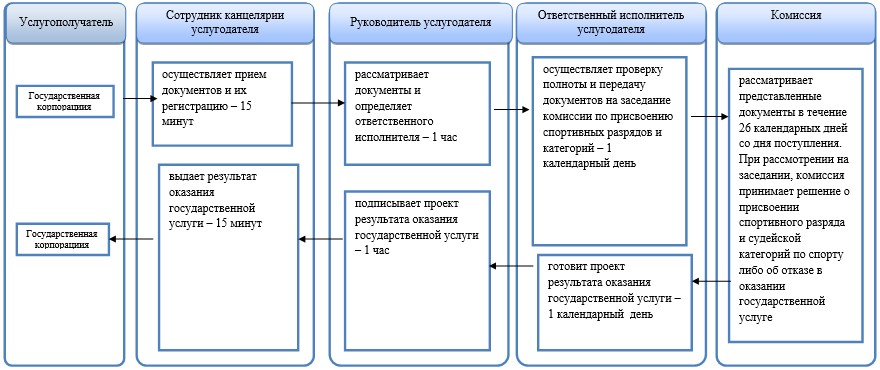 Услугополучатель
Сотрудник канцелярии
услугодателя
Руководитель услугодателя
Ответственный исполнитель
услугодателя
Комиссия
Государственная
корпорациия
осуществляет прием
документов и их
регистрацию – 15
минут
рассматривает
документы и
определяет
ответственного
исполнителя – 1 час
осуществляет проверку
полноты и передачу
документов на заседание
комиссии по присвоению
спортивных разрядов и
категорий – 1
календарный день
рассматривает
представленные
документы в течение
26 календарных дней
со дня поступления.
При рассмотрении на
заседании, комиссия
принимает решение о
присвоении
спортивного разряда
и судейской
категорий по спорту
либо об отказе в
оказании
государственной
услуге
готовит проект
результата оказания
государственной услуги –
1 календарный день
подписывает проект
результата оказания
государственной услуги
– 1 час
выдает результат
оказания
государственной
услуги – 15 минут
Государственная
корпорациия